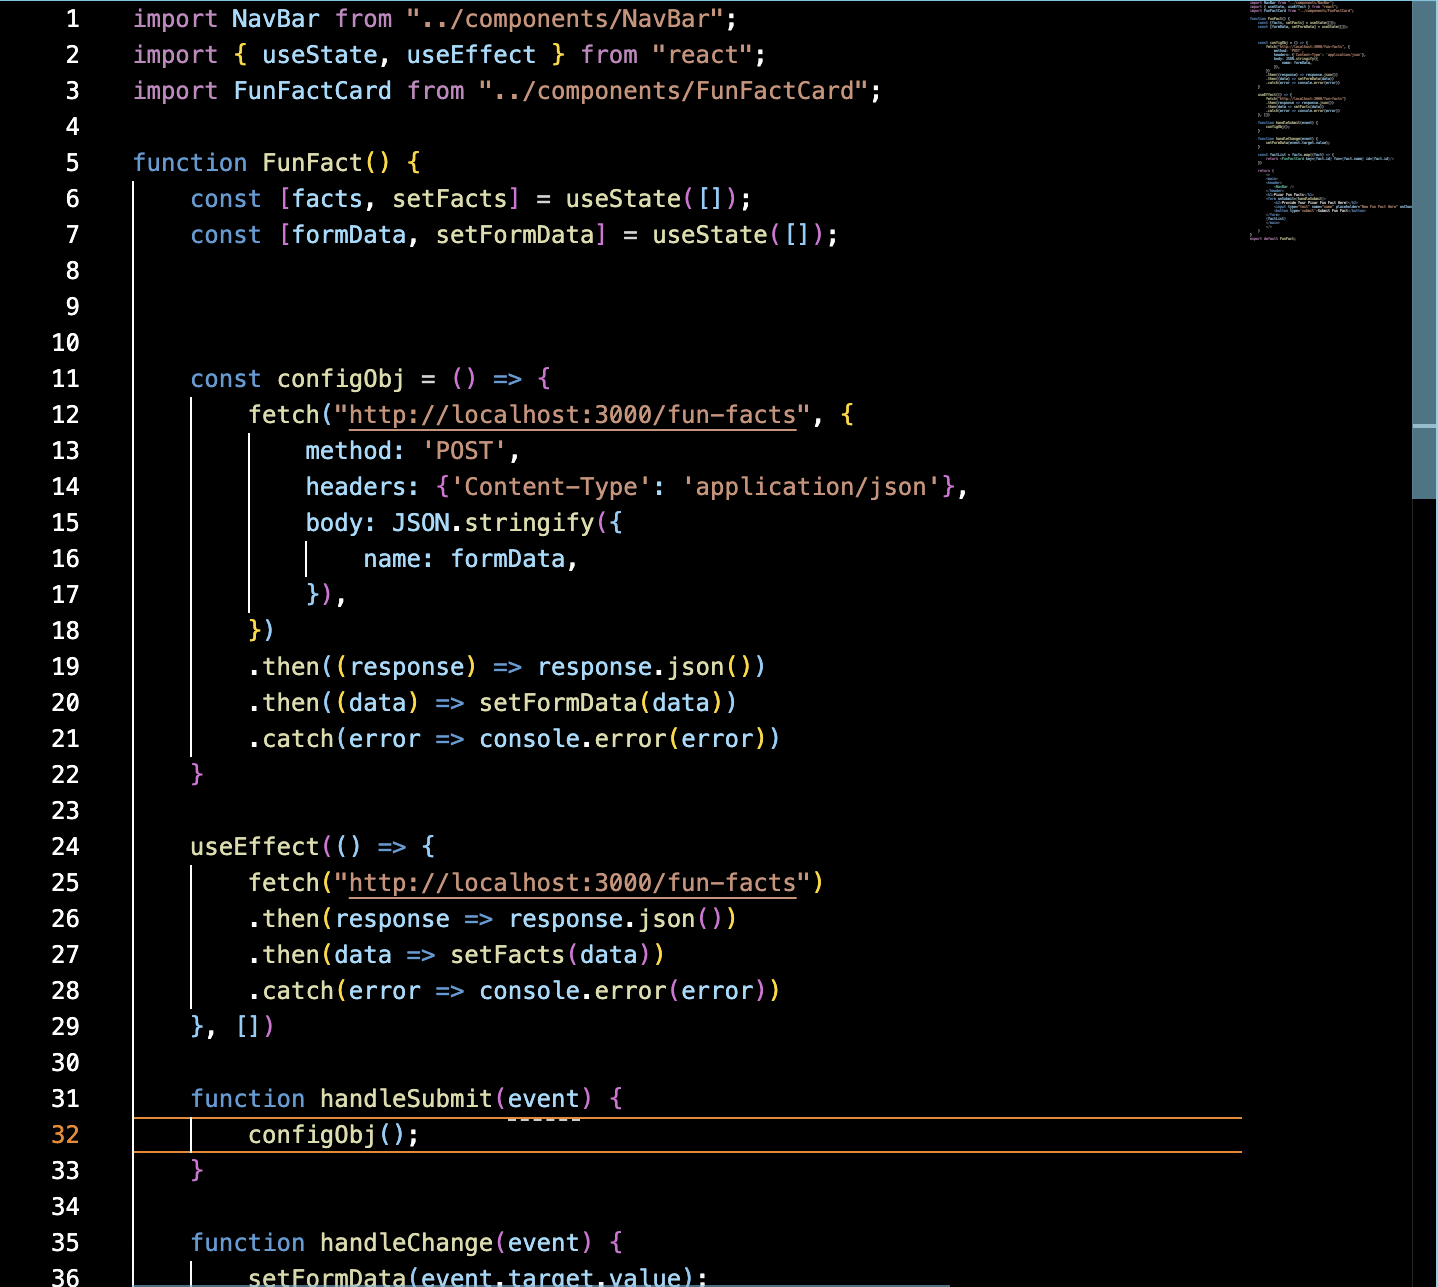 1 import NavBar from "../components/NavBar";
2 import { useState, useEffect } from "react";
3 import FunFactCard from "../components/FunFactCard";
4
5 function FunFact() {
6 const [facts, setFacts] = useState([]);
7 const [formData, setFormData] = useState([]);
8
9
10
11 const configObj = () => {
12 fetch("http://localhost:3000/fun-facts", {
13 method: 'POST',
14 headers: {'Content-Type': 'application/json'},
15 body: JSON.stringify({
16 name: formData,
17 }),
18 })
19 .then((response) => response.json())
20 .then((data) => setFormData(data))
21 .catch(error => console.error(error))
22 }
23
24 useEffect(() => {
25 fetch("http://localhost:3000/fun-facts")
26 .then(response => response.json())
27 .then(data => setFacts(data))
28 .catch(error => console.error(error))
29 }, [])
30
31 function handleSubmit(event) {
32 configObj();
33 }
34
35 function handleChange(event) {
36 setFormData(event.target.value);